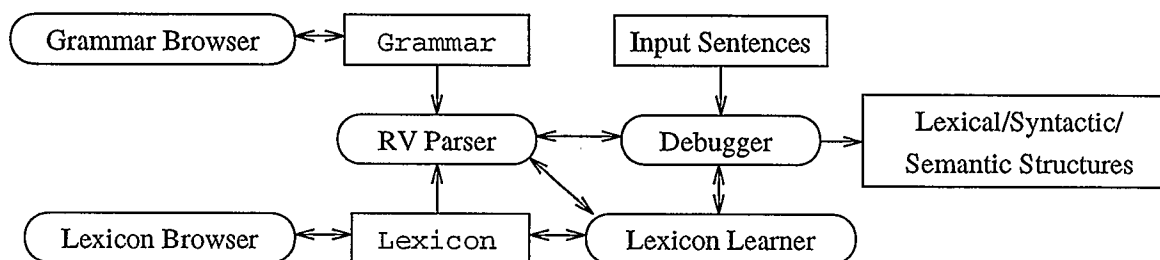 Grammar Browser
Grammar
Input Sentences
RV Parser
Debugger
Lexical/Syntactic/
Semantic Structures
Lexicon Browser
Lexicon
Lexicon Learner